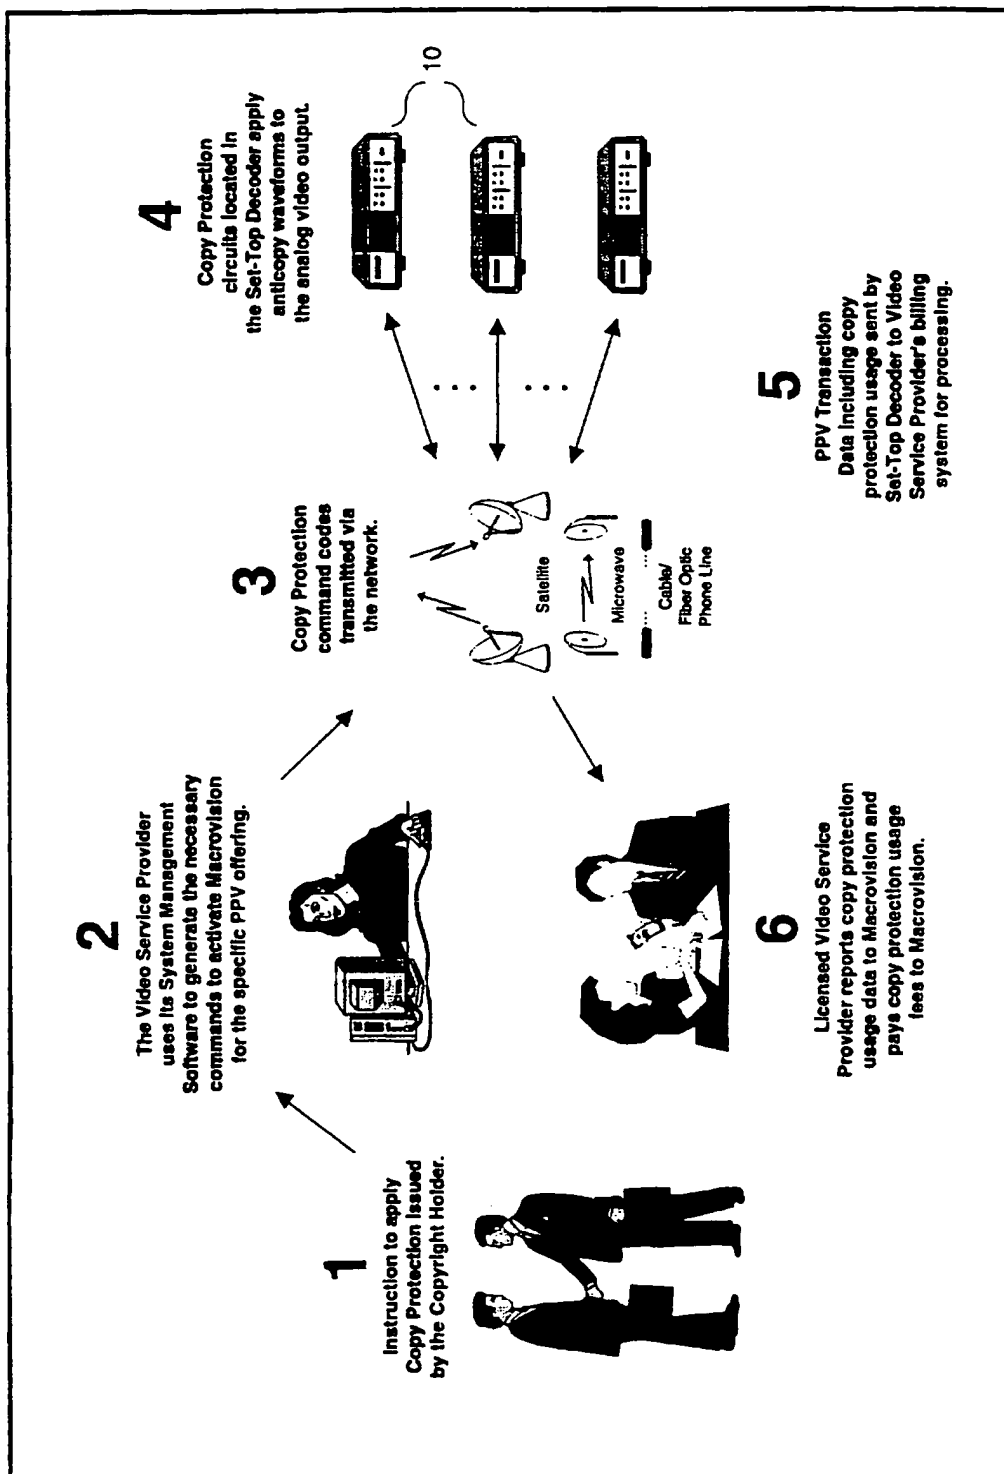 1
Instruction to apply
Copy Protection Issued
by the Copyright Holder.
2
The Video Service Provider
uses its System Management
Software to generate the necessary
commands to activate Macrovision
for the specific PPV offering.
3
Copy Protection
command codes
transmitted via
the network.
Satellite
Microwave
Cable/
Fiber Optic
Phone Line
4
Copy Protection
circuits located in
the Set-Top Decoder apply
anticopy waveforms to
the analog video output.
10
5
PPV Transaction
Data including copy
protection usage sent by
Set-Top Decoder to Video
Service Provider's billing
system for processing.
6
Licensed Video Service
Provider reports copy protection
usage data to Macrovision and
pays copy protection usage
fees to Macrovision.